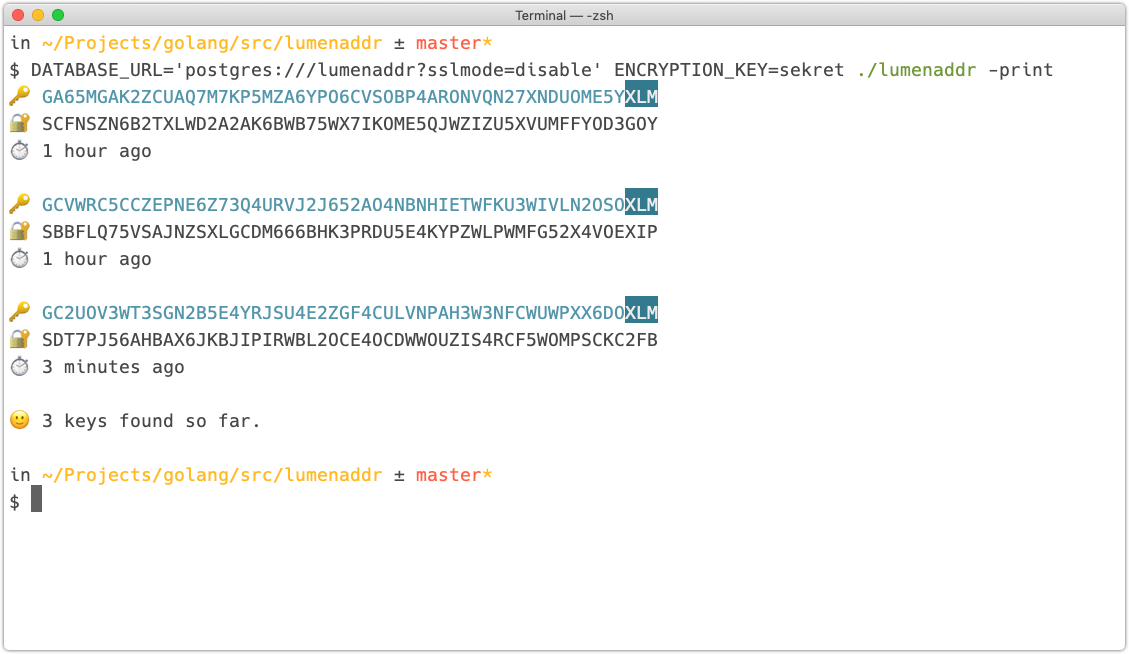 Terminal — -zsh
in ~/Projects/golang/src/lumenaddr ± master*
$ DATABASE_URL='postgres:///lumenaddr?sslmode=disable' ENCRYPTION_KEY=sekret ./lumenaddr -print
🔑 GA65MGAK2ZCUAQ7M7KP5MZA6YPO6CVSOBP4ARONVQN27XNDUOME5YXLM
🔐 SCFNSZN6B2TXLWD2A2AK6BWB75WX7IKOME5QJWZIZU5XVUMFFYOD3GOY
⏱ 1 hour ago
🔑 GCVWRC5CCZEPNE6Z73Q4URVJ2J652AO4NBNHIETWFKU3WIVLN2OSOXLM
🔐 SBBFLQ75VSAJNZSXLGCDM666BHK3PRDU5E4KYPZWLPWMFG52X4VOEXIP
⏱ 1 hour ago
🔑 GC2UOV3WT3SGN2B5E4YRJSU4E2ZGF4CULVNPAH3W3NFCWUWPXX6DOXLM
🔐 SDT7PJ56AHBAX6JKBJIPIRWBL2OCE4OCDWWOUZIS4RCF5WOMPSCKC2FB
⏱ 3 minutes ago
🙂 3 keys found so far.
in ~/Projects/golang/src/lumenaddr ± master*
$